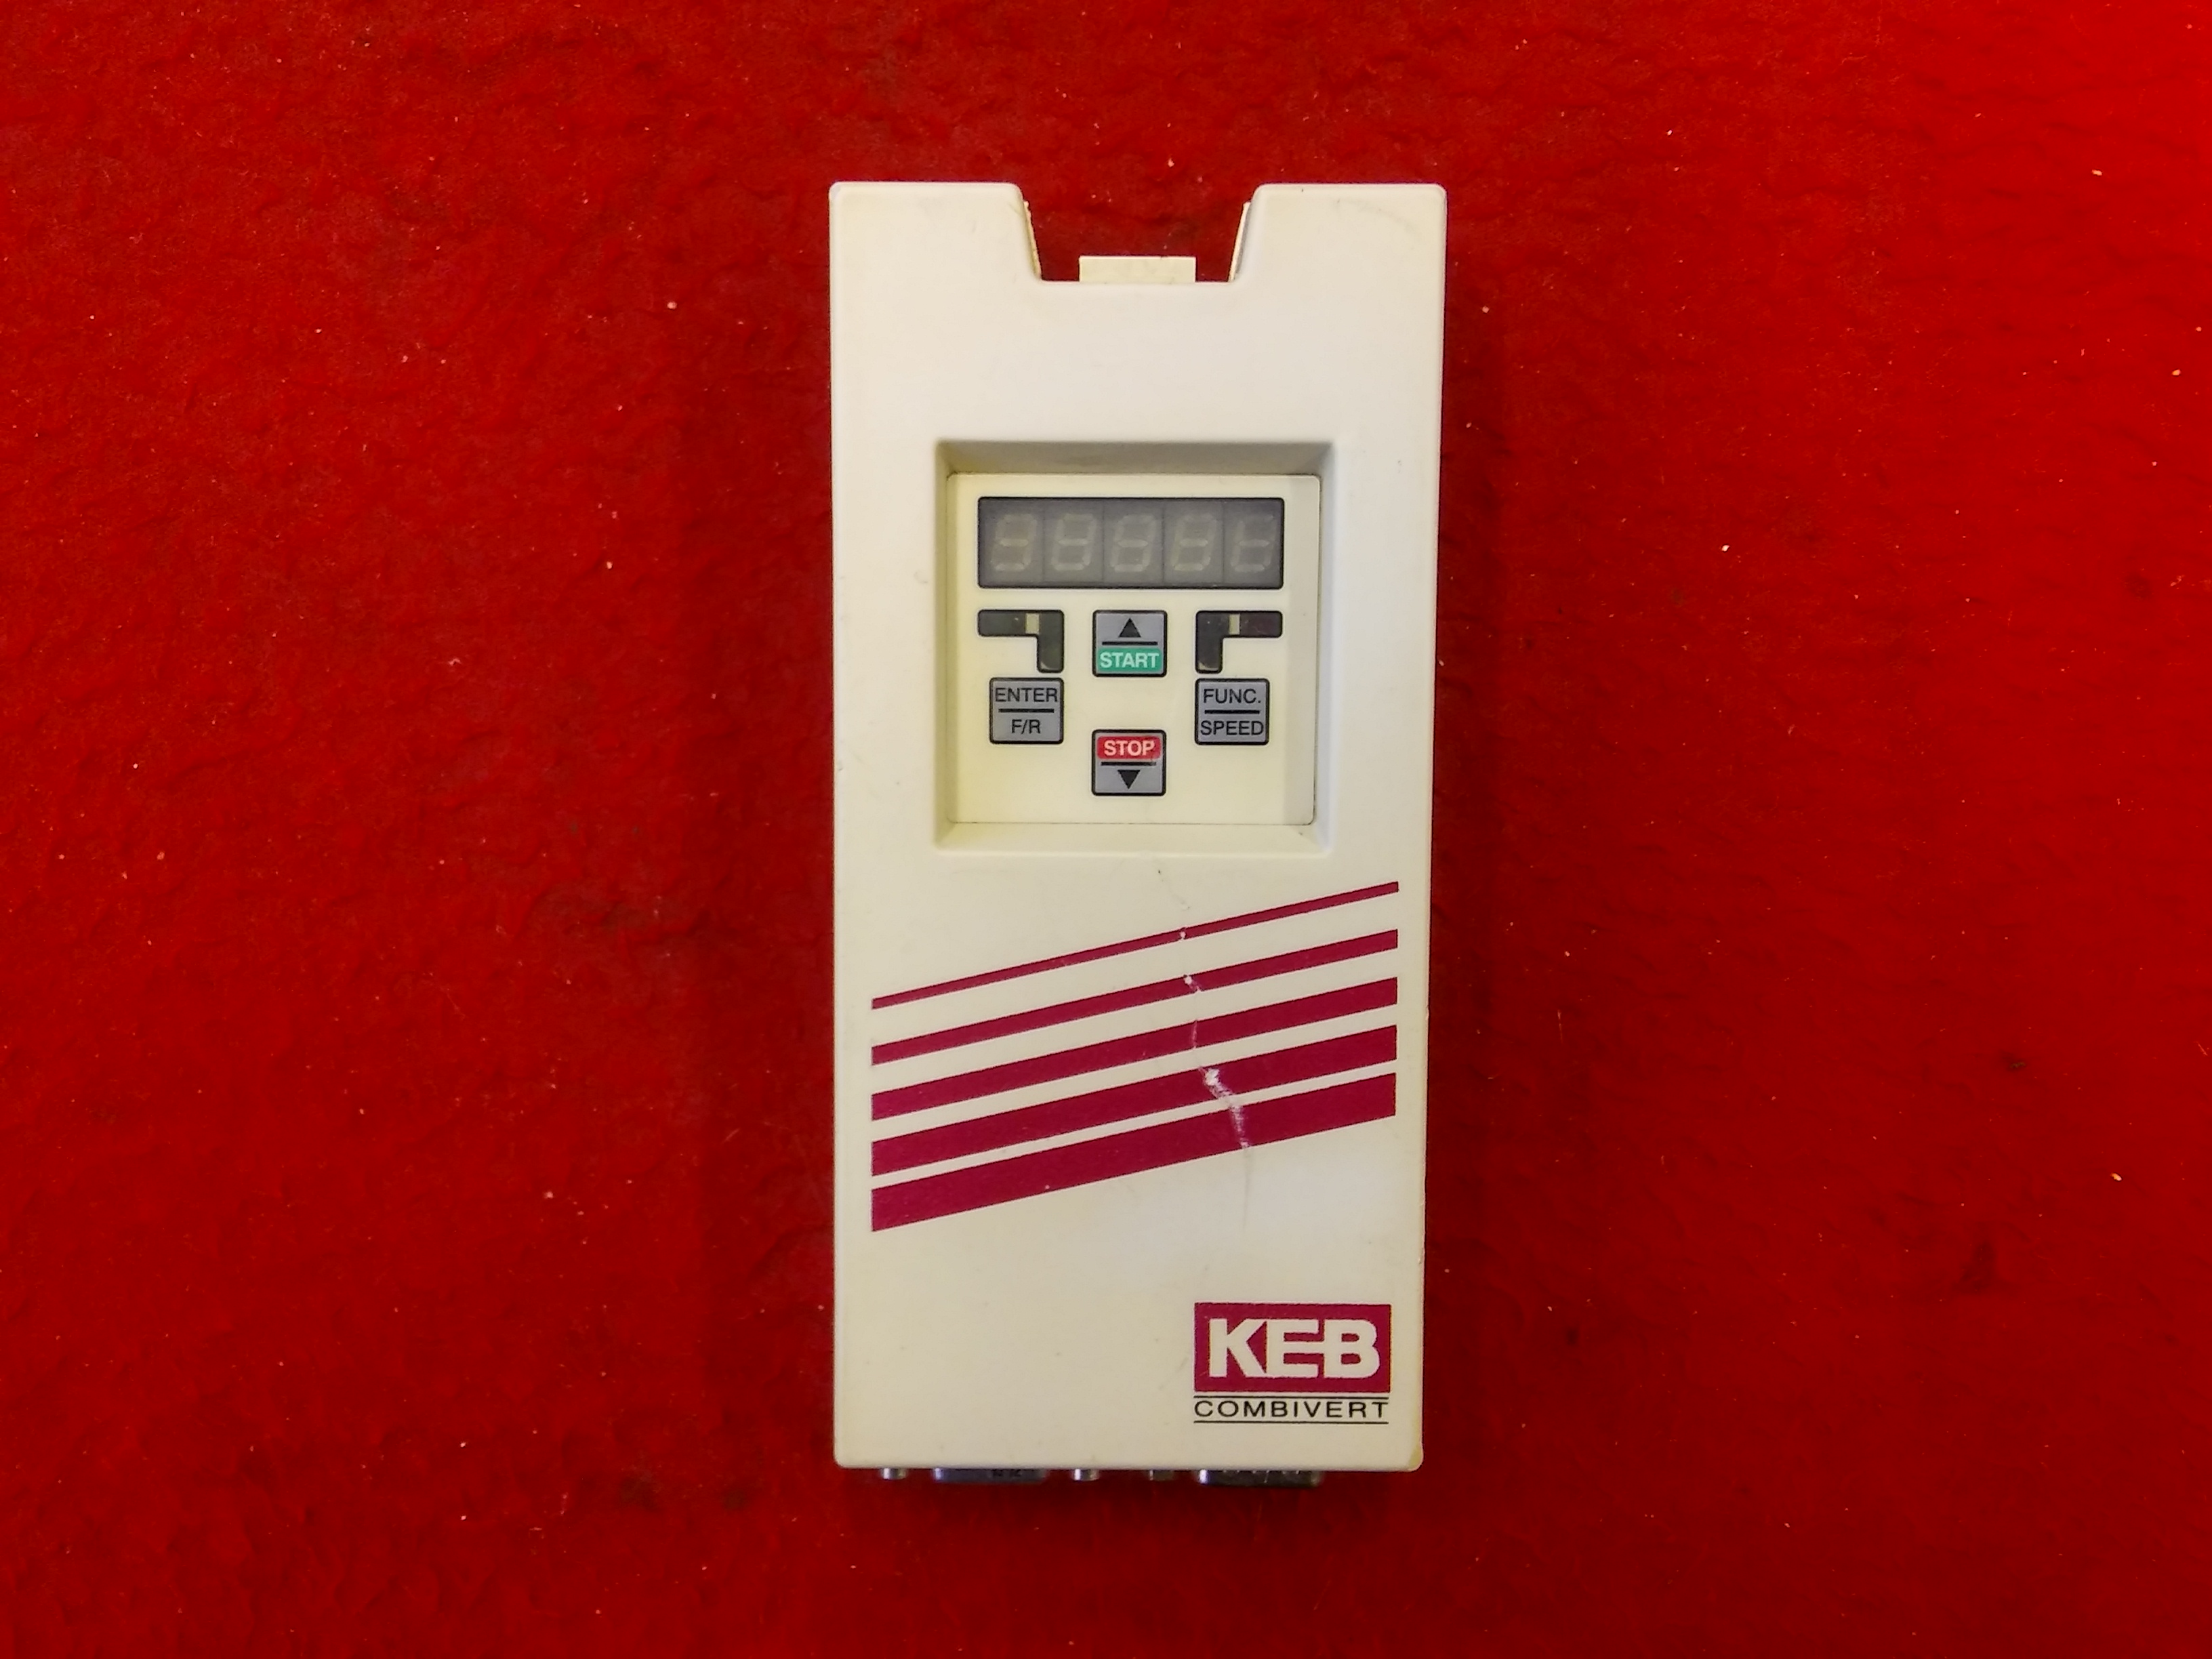 START
ENTER
F/R
FUNC.
SPEED
STOP
KEB
COMBIVERT